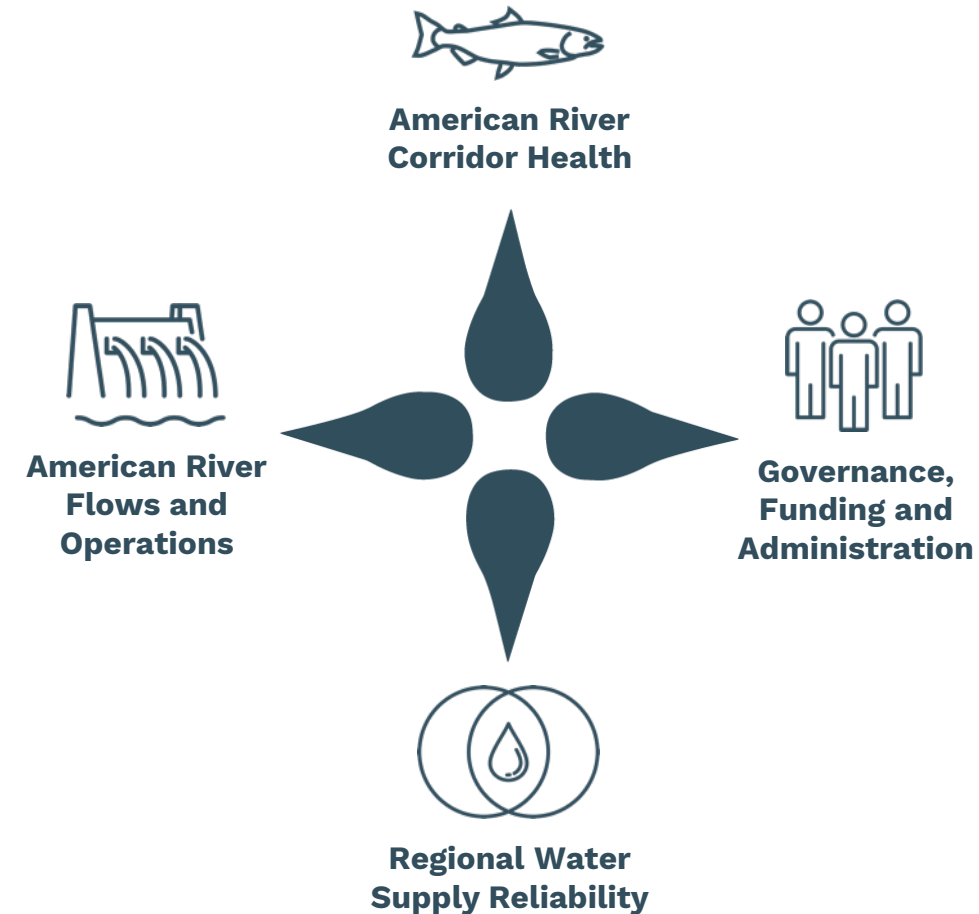 American River
Corridor Health
American River
Flows and
Operations
Governance,
Funding and
Administration
Regional Water
Supply Reliability